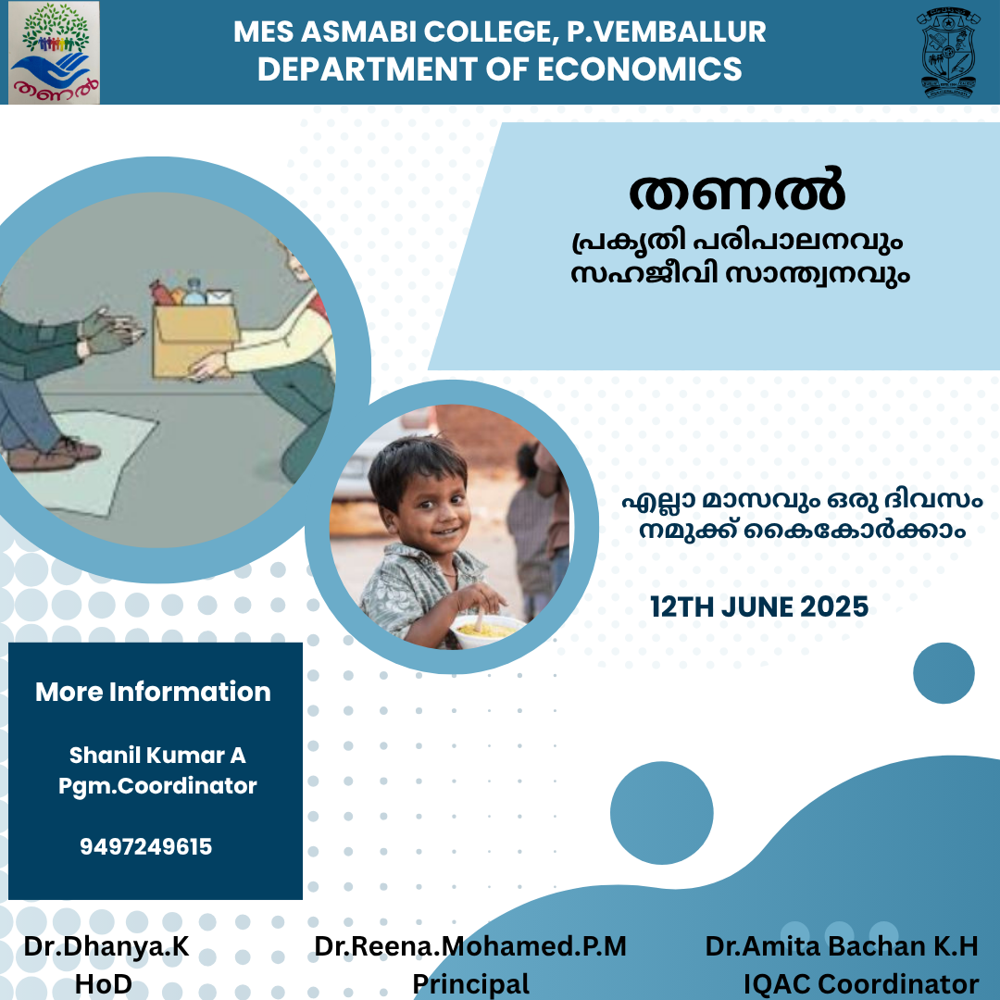 തണൽ
MES ASMABI COLLEGE, P.VEMBALLUR
DEPARTMENT OF ECONOMICS
തണൽ
പ്രകൃതി പരിപാലനവും
സഹജീവി സാന്ത്വനവും
എല്ലാ മാസവും ഒരു ദിവസം
നമുക്ക് കൈകോർക്കാം
12TH JUNE 2025
More Information
Shanil Kumar A
Pgm.Coordinator
9497249615
Dr.Dhanya.K
HoD
Dr.Reena.Mohamed.P.M
Principal
Dr.Amita Bachan K.H
IQAC Coordinator